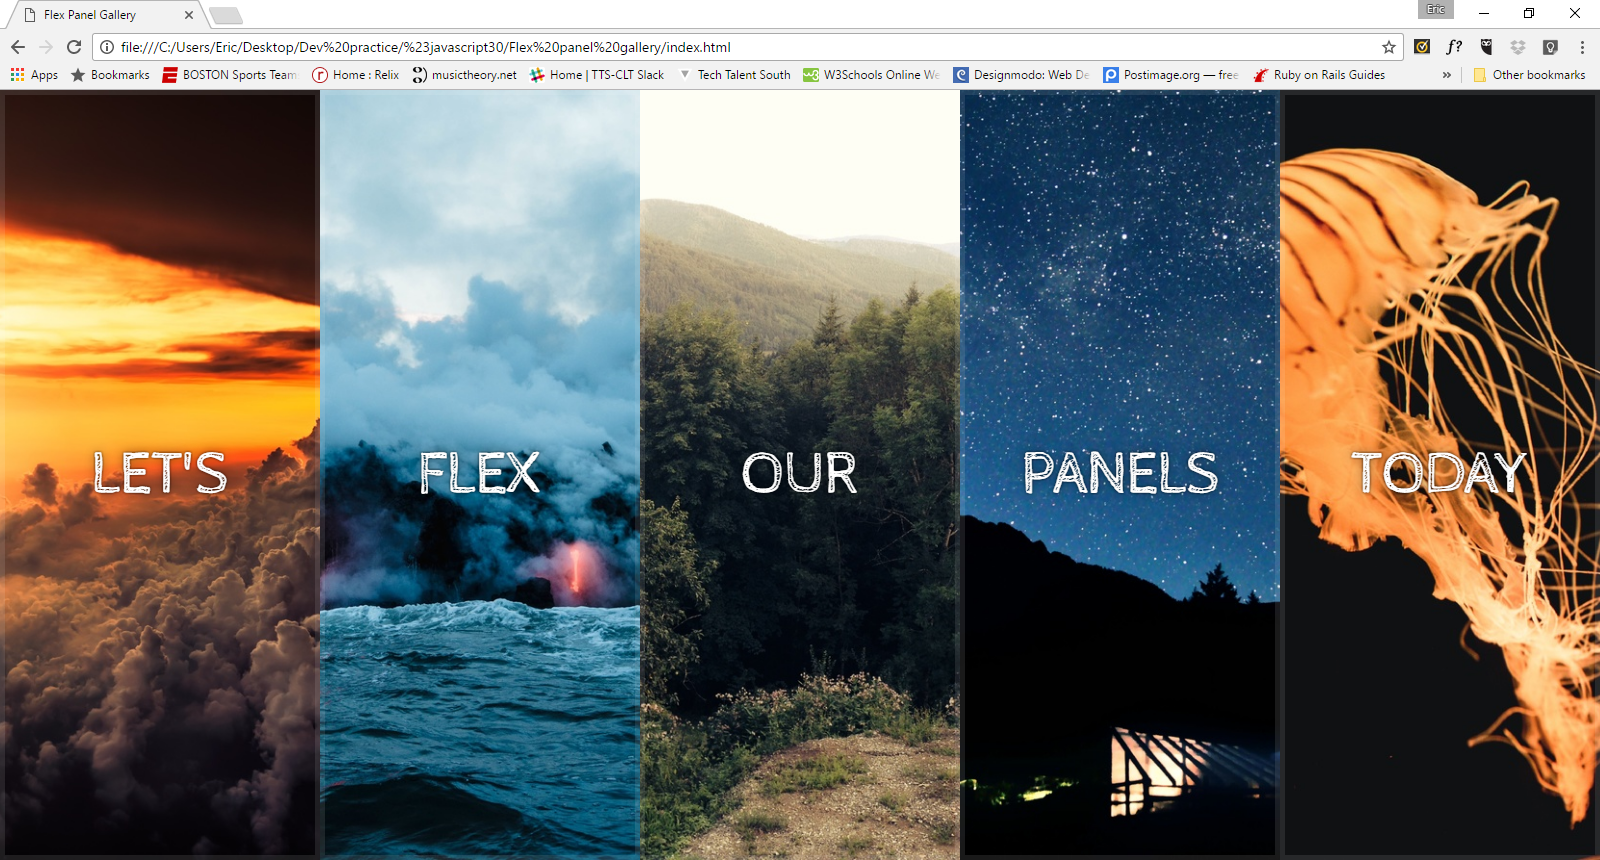 Flex Panel Gallery
Eric
file:///C:/Users/Eric/Desktop/Dev%20practice/%23javascript30/Flex%20panel%20gallery/index.html
f?
Apps
Bookmarks
BOSTON Sports Team
Home : Relix
musictheory.net
Home | TTS-CLT Slack
Tech Talent South
W3Schools Online We
Designmodo: Web De
Postimage.org — free
Ruby on Rails Guides
»
Other bookmarks
LET'S
FLEX
OUR
PANELS
TODAY